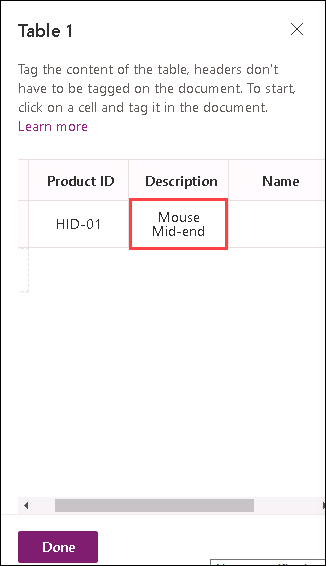 Table 1
Tag the content of the table, headers don't
have to be tagged on the document. To start,
click on a cell and tag it in the document.
Learn more
Product ID Description Name
HID-01 Mouse
Mid-end
Done